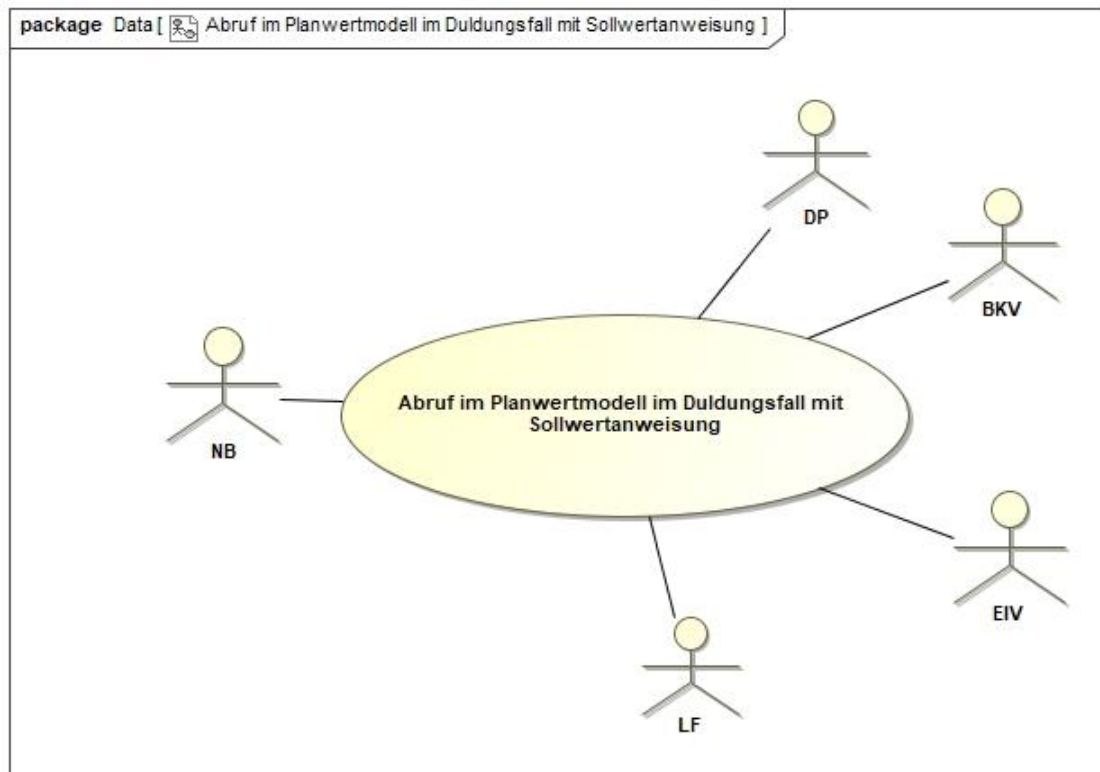 package Data [ Abruf im Planwertmodell im Duldungsfall mit Sollwertanweisung ]
DP
BKV
NB
Abruf im Planwertmodell im Duldungsfall mit
Sollwertanweisung
EIV
LF